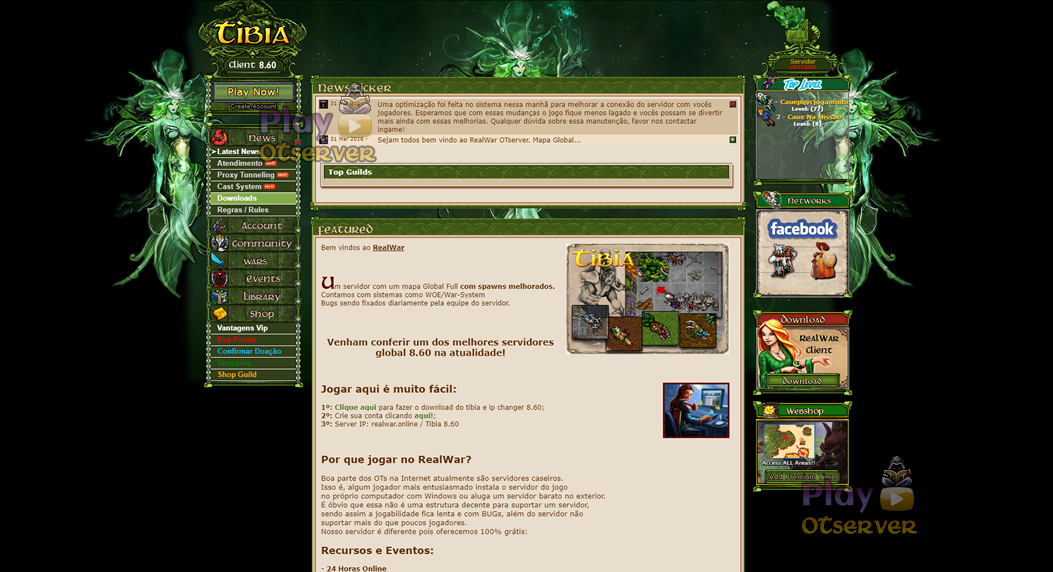 TIBIA
Client 8.60
Play Now!
Create Account
News
Latest News
Atendimento HOT
Proxy Tunneling HOT
Cast System HOT
Downloads
Regras / Rules
Account
Community
Wars
Events
Library
Shop
Vantagens Vip
Confirmar Doação
Shop Guild
Newsticker
Uma optimização foi feita no sistema nessa manhã para melhorar a conexão do servidor com vocês
jogadores. Esperamos que com essas mudanças o jogo fique menos lagado e vocês possam se divertir
mais ainda com essas melhorias. Qualquer dúvida sobre essa manutenção, favor nos contactar
ingame!
31 Mar
Sejam todos bem vindo ao RealWar OTserver. Mapa Global...
Play
OTserver
Top Guilds
Featured
Bem vindos ao RealWar
TIBIA
Um servidor com um mapa Global Full com spawns melhorados.
Contamos com sistemas como WOE/War-System
Bugs sendo fixados diariamente pela equipe do servidor.
Venham conferir um dos melhores servidores
global 8.60 na atualidade!
Jogar aqui é muito fácil:
1º: Clique aqui para fazer o download do tibia e ip changer 8.60;
2º: Crie sua conta clicando aqui!;
3º: Server IP: realwar.online / Tibia 8.60
Por que jogar no RealWar?
Boa parte dos OTs na Internet atualmente são servidores caseiros.
Isso é, algum jogador mais entusiasmado instala o servidor do jogo
no próprio computador com Windows ou aluga um servidor barato no exterior.
É óbvio que essa não é uma estrutura decente para suportar um servidor,
sendo assim a jogabilidade fica lenta e com BUGs, além do servidor não
suportar mais do que poucos jogadores.
Nosso servidor é diferente pois oferecemos 100% grátis:
Recursos e Eventos:
- 24 Horas Online
Servidor
OFFLINE
Top Level
Level: (77)
2 - Caue Na Missao
Level: (8)
Networks
facebook
Download
RealWar
Client
Download
Webshop
Access ALL Areas!!
Add Premium Time!
Play
OTserver